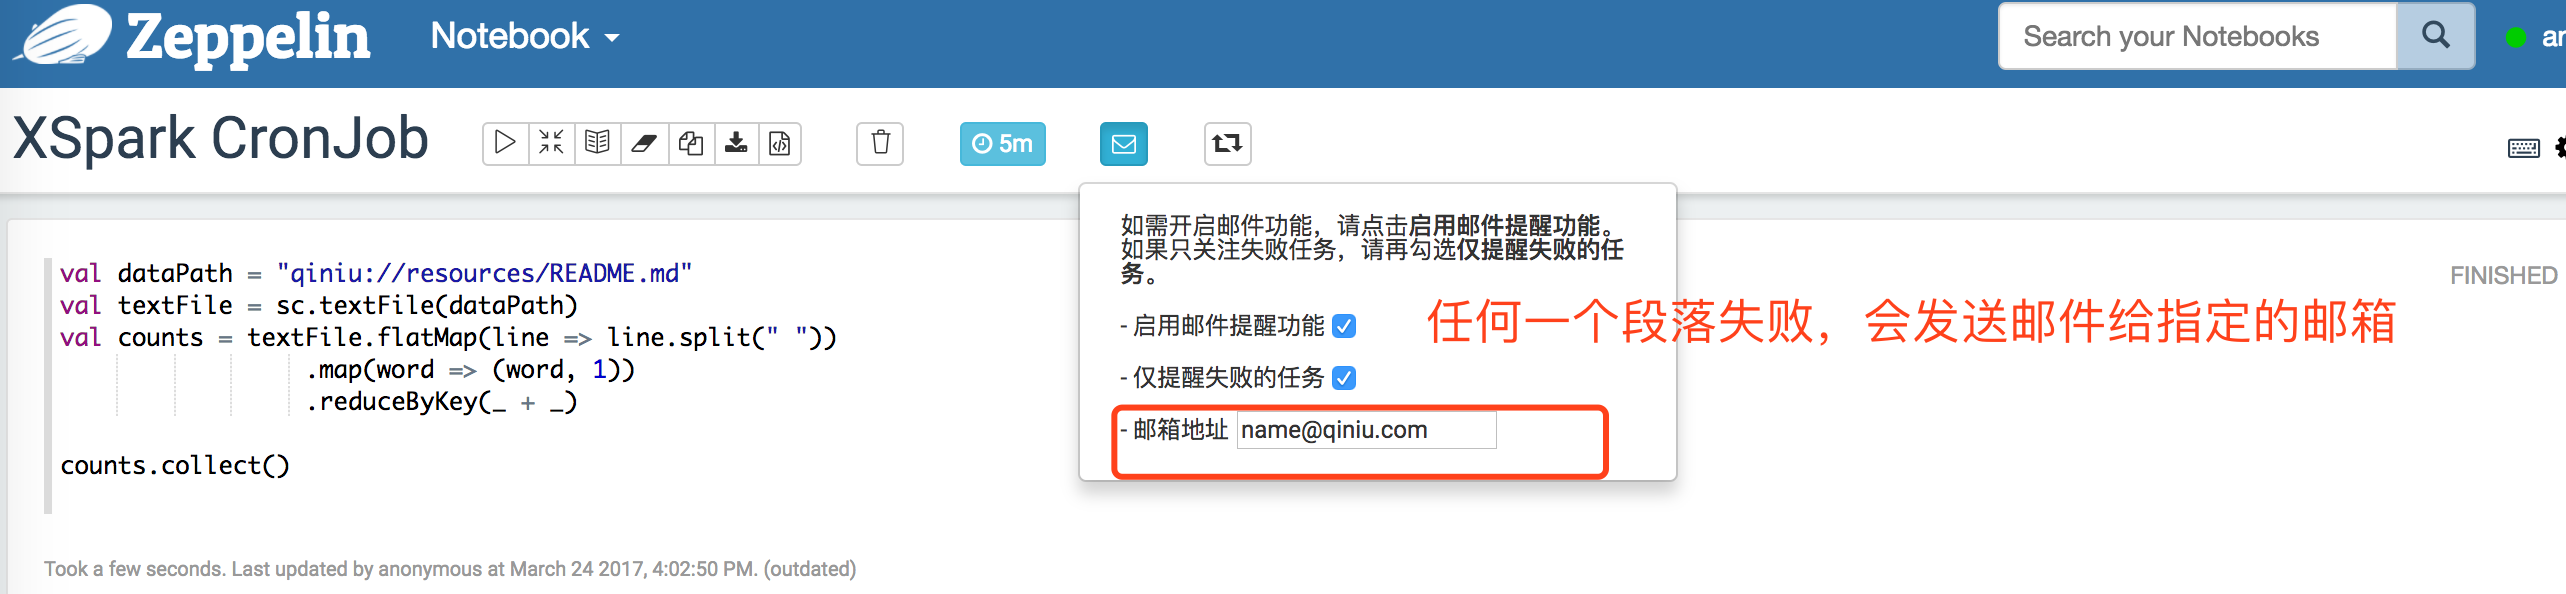 Zeppelin Notebook Search your Notebooks
XSpark CronJob 5m
如需开启邮件功能，请点击启用邮件提醒功能。
如果只关注失败任务，请再勾选仅提醒失败的任
务。
- 启用邮件提醒功能
- 仅提醒失败的任务
- 邮箱地址 name@qiniu.com
任何一个段落失败，会发送邮件给指定的邮箱
val dataPath = "qiniu://resources/README.md"
val textFile = sc.textFile(dataPath)
val counts = textFile.flatMap(line => line.split(" "))
.map(word => (word, 1))
.reduceByKey(_ + _)
counts.collect()
FINISHED
Took a few seconds. Last updated by anonymous at March 24 2017, 4:02:50 PM. (outdated)